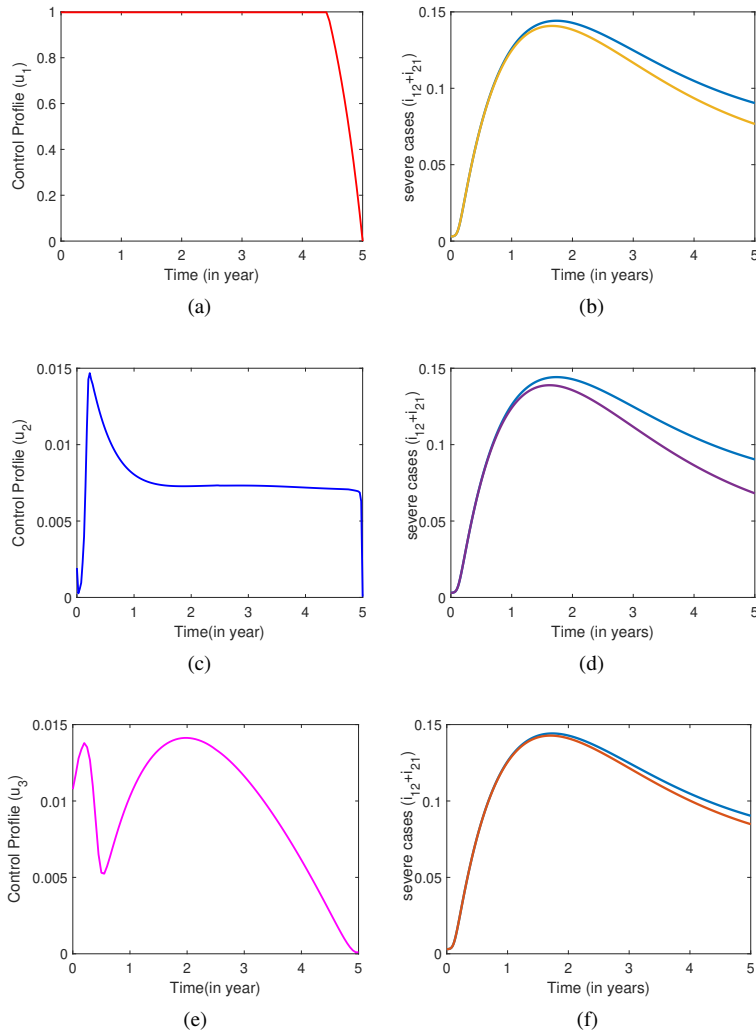 Control Proflie (u1)
1
0.8
0.6
0.4
0.2
0
0 1 2 3 4 5
Time (in year)
(a)
severe cases (i12+i21)
0.15
0.1
0.05
0
0 1 2 3 4 5
Time (in years)
(b)
Control Profile (u2)
0.015
0.01
0.005
0
0 1 2 3 4 5
Time(in year)
(c)
severe cases (i12+i21)
0.15
0.1
0.05
0
0 1 2 3 4 5
Time (in years)
(d)
Control Profile (u3)
0.015
0.01
0.005
0
0 1 2 3 4 5
Time(in year)
(e)
severe cases (i12+i21)
0.15
0.1
0.05
0
0 1 2 3 4 5
Time (in years)
(f)